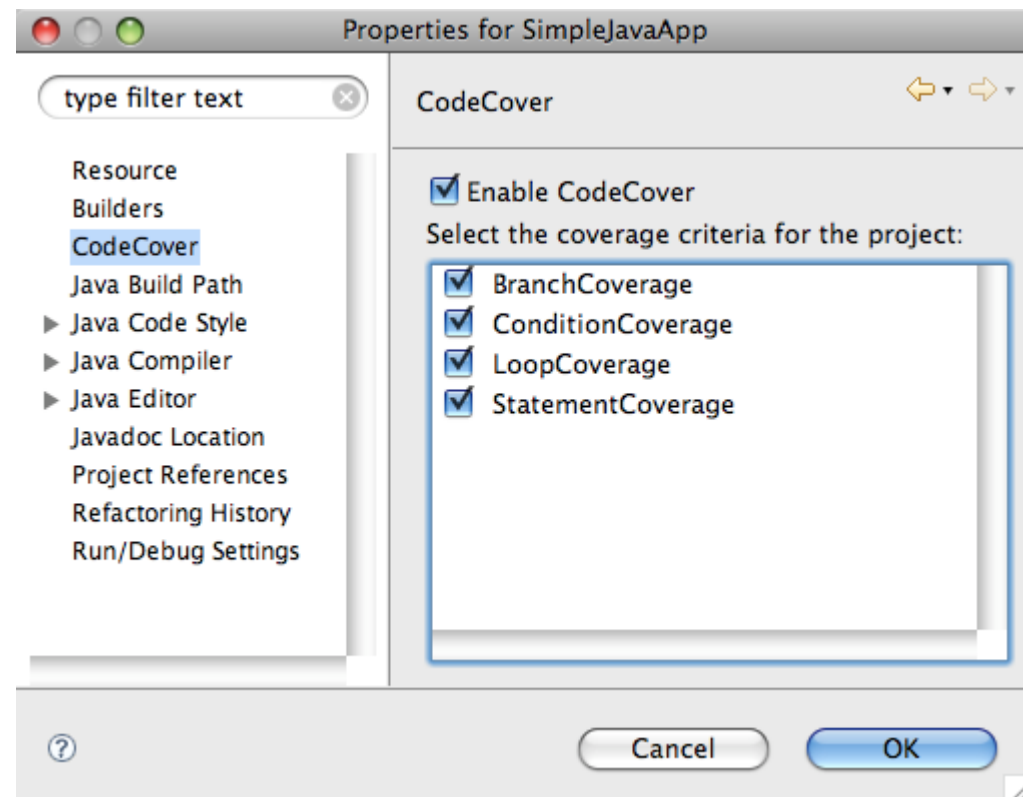 Properties for SimpleJavaApp
type filter text
Resource
Builders
CodeCover
Java Build Path
Java Code Style
Java Compiler
Java Editor
Javadoc Location
Project References
Refactoring History
Run/Debug Settings
CodeCover
Enable CodeCover
Select the coverage criteria for the project:
BranchCoverage
ConditionCoverage
LoopCoverage
StatementCoverage
?
Cancel
OK